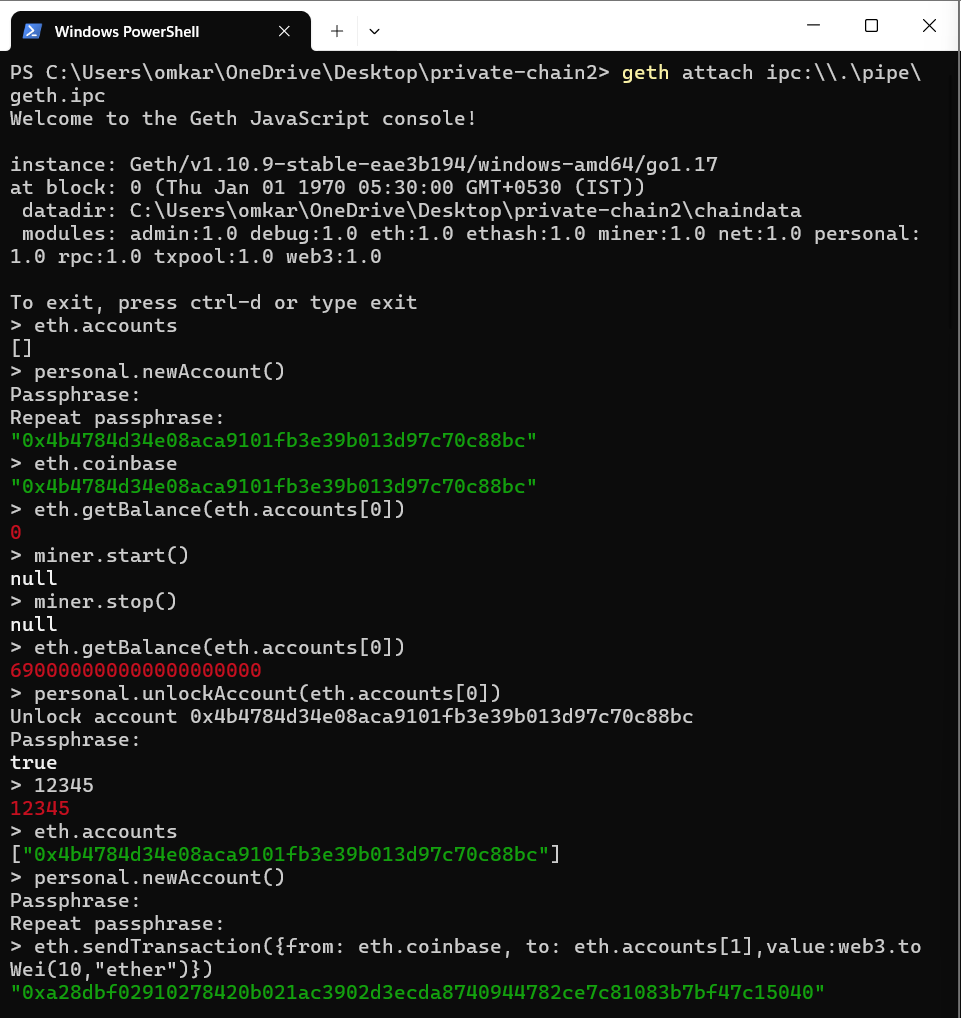 Windows PowerShell
PS C:\Users\omkar\OneDrive\Desktop\private-chain2> geth attach ipc:\\.\pipe\
geth.ipc
Welcome to the Geth JavaScript console!
instance: Geth/v1.10.9-stable-eae3b194/windows-amd64/go1.17
at block: 0 (Thu Jan 01 1970 05:30:00 GMT+0530 (IST))
datadir: C:\Users\omkar\OneDrive\Desktop\private-chain2\chaindata
modules: admin:1.0 debug:1.0 eth:1.0 ethash:1.0 miner:1.0 net:1.0 personal:
1.0 rpc:1.0 txpool:1.0 web3:1.0
To exit, press ctrl-d or type exit
> eth.accounts
[]
> personal.newAccount()
Passphrase:
Repeat passphrase:
"0x4b4784d34e08aca9101fb3e39b013d97c70c88bc"
> eth.coinbase
"0x4b4784d34e08aca9101fb3e39b013d97c70c88bc"
> eth.getBalance(eth.accounts[0])
0
> miner.start()
null
> miner.stop()
null
> eth.getBalance(eth.accounts[0])
690000000000000000000
> personal.unlockAccount(eth.accounts[0])
Unlock account 0x4b4784d34e08aca9101fb3e39b013d97c70c88bc
Passphrase:
true
> 12345
12345
> eth.accounts
["0x4b4784d34e08aca9101fb3e39b013d97c70c88bc"]
> personal.newAccount()
Passphrase:
Repeat passphrase:
> eth.sendTransaction({from: eth.coinbase, to: eth.accounts[1],value:web3.to
Wei(10,"ether")})
"0xa28dbf02910278420b021ac3902d3ecda8740944782ce7c81083b7bf47c15040"